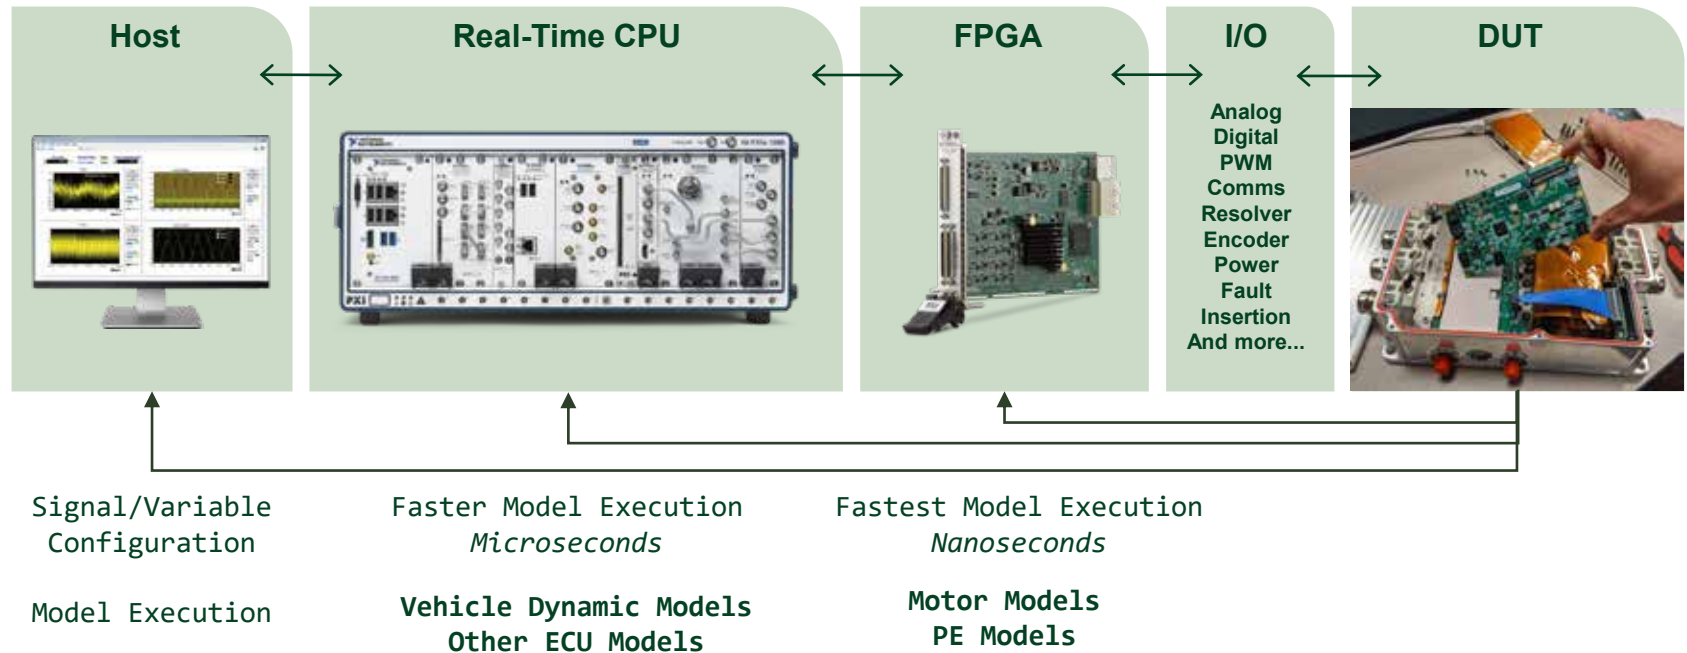 Host
Real-Time CPU
FPGA
I/O
DUT
Analog
Digital
PWM
Comms
Resolver
Encoder
Power
Fault
Insertion
And more...
PXI
Signal/Variable
Configuration
Model Execution
Faster Model Execution
Microseconds
Vehicle Dynamic Models
Other ECU Models
Fastest Model Execution
Nanoseconds
Motor Models
PE Models